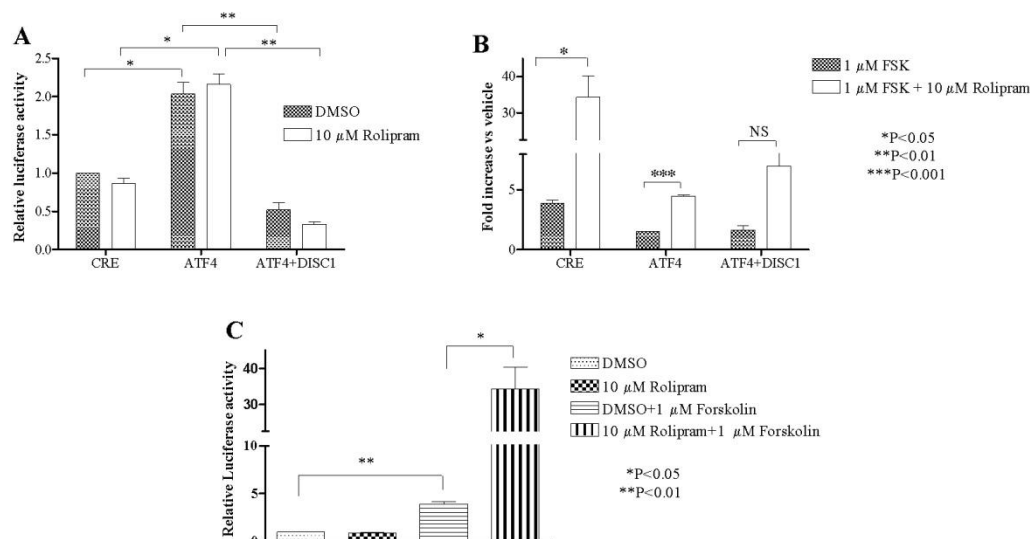 A
**
*
**
*
Relative luciferase activity
2.5
2.0
1.5
1.0
0.5
0.0
CRE
ATF4
ATF4+DISC1
DMSO
10 µM Rolipram
B
*
***
NS
Fold increase vs vehicle
40
30
5
0
CRE
ATF4
ATF4+DISC1
1 µM FSK
1 µM FSK + 10 µM Rolipram
*P<0.05
**P<0.01
***P<0.001
C
*
**
Relative Luciferase activity
40
30
10
5
0
DMSO
10 µM Rolipram
DMSO+1 µM Forskolin
10 µM Rolipram+1 µM Forskolin
*P<0.05
**P<0.01